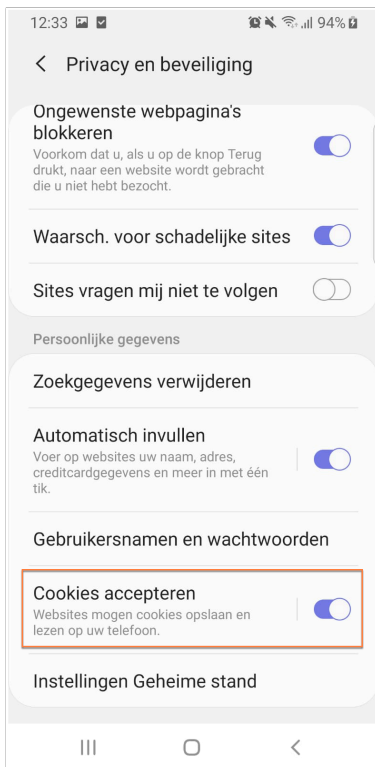 12:33 94%
Privacy en beveiliging
Ongewenste webpagina's
blokkeren
Voorkom dat u, als u op de knop Terug
drukt, naar een website wordt gebracht
die u niet hebt bezocht.
Waarsch. voor schadelijke sites
Sites vragen mij niet te volgen
Persoonlijke gegevens
Zoekgegevens verwijderen
Automatisch invullen
Voer op websites uw naam, adres,
creditcardgegevens en meer in met één
tik.
Gebruikersnamen en wachtwoorden
Cookies accepteren
Websites mogen cookies opslaan en
lezen op uw telefoon.
Instellingen Geheime stand